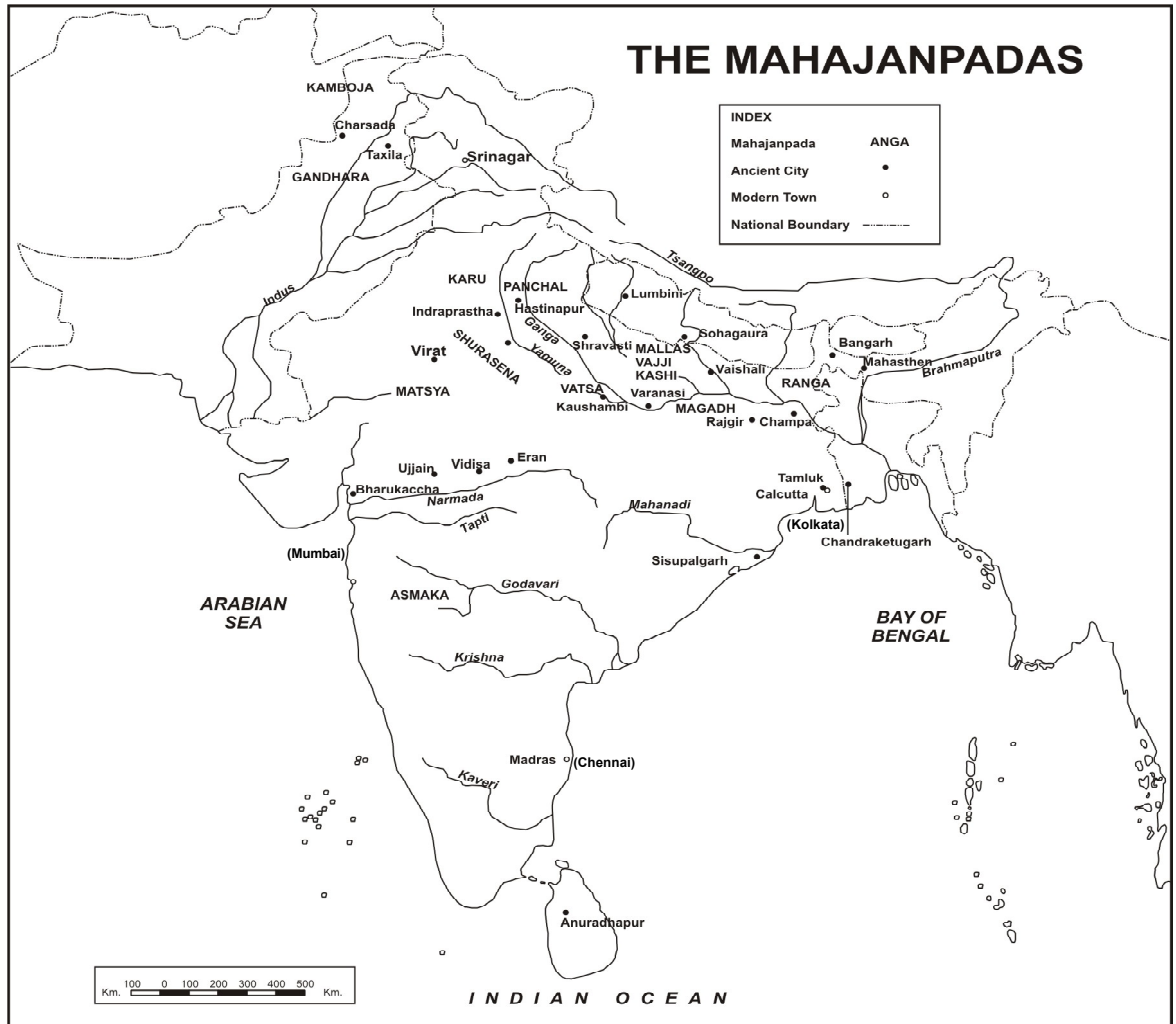 THE MAHAJANPADAS
INDEX
Mahajanpada ANGA
Ancient City
Modern Town
National Boundary
KAMBOJA
Charsada
Taxila
Srinagar
GANDHARA
Indus
Tsangpo
KARU
PANCHAL
Hastinapur
Lumbini
Indraprastha
Ganga
Yamuna
Shravasti
Sohagaura
Bangarh
Mahasthen
Brahmaputra
Virat
SHURASENA
MALLAS
VAJJI
KASHI
Vaishali
RANGA
MATSYA
VATSA
Kaushambi
Varanasi
MAGADH
Rajgir
Champa
Ujjain
Vidisa
Eran
Bharukaccha
Narmada
Tapti
Mahanadi
Tamluk
Calcutta
(Kolkata)
Chandraketugarh
(Mumbai)
Sisupalgarh
ARABIAN
SEA
ASMAKA
Godavari
BAY OF
BENGAL
Krishna
Madras (Chennai)
Kaveri
Anuradhapur
Km. 100 0 100 200 300 400 500 Km.
INDIAN OCEAN